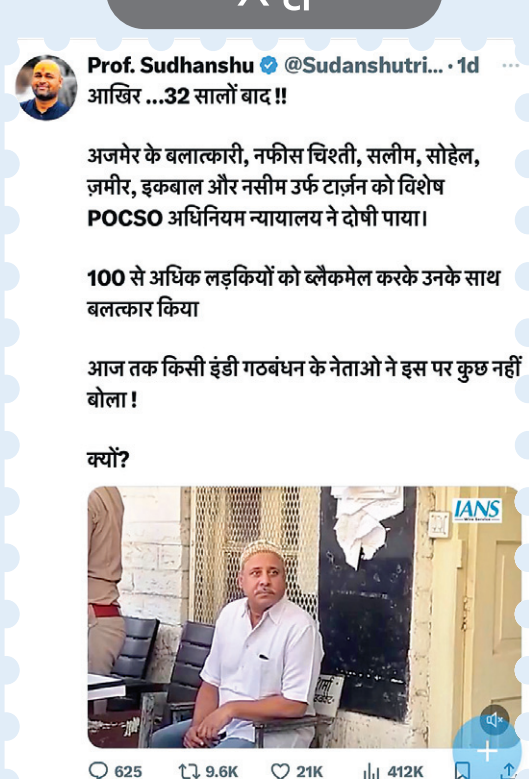 Prof. Sudhanshu @Sudanshutri... · 1d ...
आखिर ...32 सालों बाद !!
अजमेर के बलात्कारी, नफीस चिश्ती, सलीम, सोहेल,
ज़मीर, इकबाल और नसीम उर्फ टार्ज़न को विशेष
POCSO अधिनियम न्यायालय ने दोषी पाया।
100 से अधिक लड़कियों को ब्लैकमेल करके उनके साथ
बलत्कार किया
आज तक किसी इंडी गठबंधन के नेताओ ने इस पर कुछ नहीं
बोला !
क्यों?
IANS
625 9.6K 21K 412K